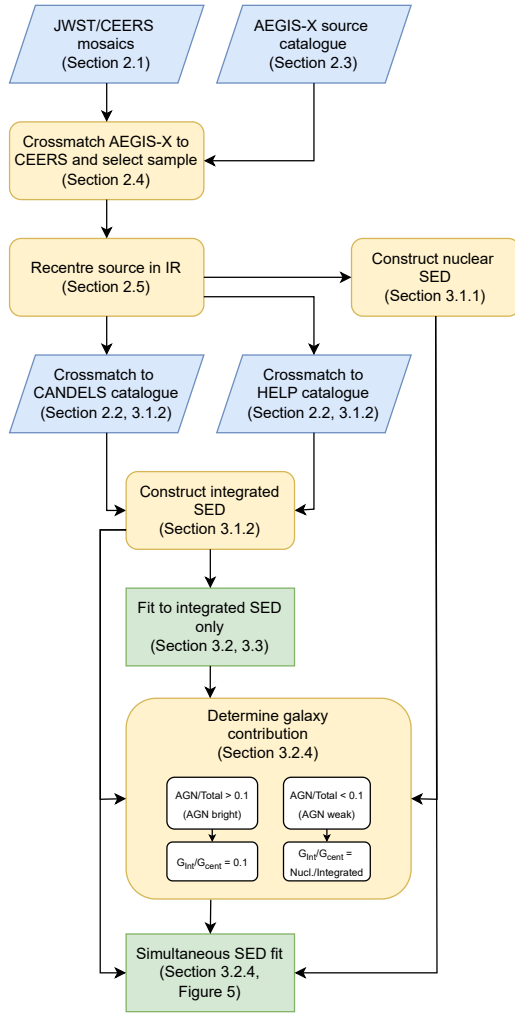 JWST/CEERS
mosaics
(Section 2.1)
AEGIS-X source
catalogue
(Section 2.3)
Crossmatch AEGIS-X to
CEERS and select sample
(Section 2.4)
Recentre source in IR
(Section 2.5)
Construct nuclear
SED
(Section 3.1.1)
Crossmatch to
CANDELS catalogue
(Section 2.2, 3.1.2)
Crossmatch to
HELP catalogue
(Section 2.2, 3.1.2)
Construct integrated
SED
(Section 3.1.2)
Fit to integrated SED
only
(Section 3.2, 3.3)
Determine galaxy
contribution
(Section 3.2.4)
AGN/Total > 0.1
(AGN bright)
AGN/Total < 0.1
(AGN weak)
G_Int/G_cent = 0.1
G_Int/G_cent =
Nucl./Integrated
Simultaneous SED fit
(Section 3.2.4,
Figure 5)